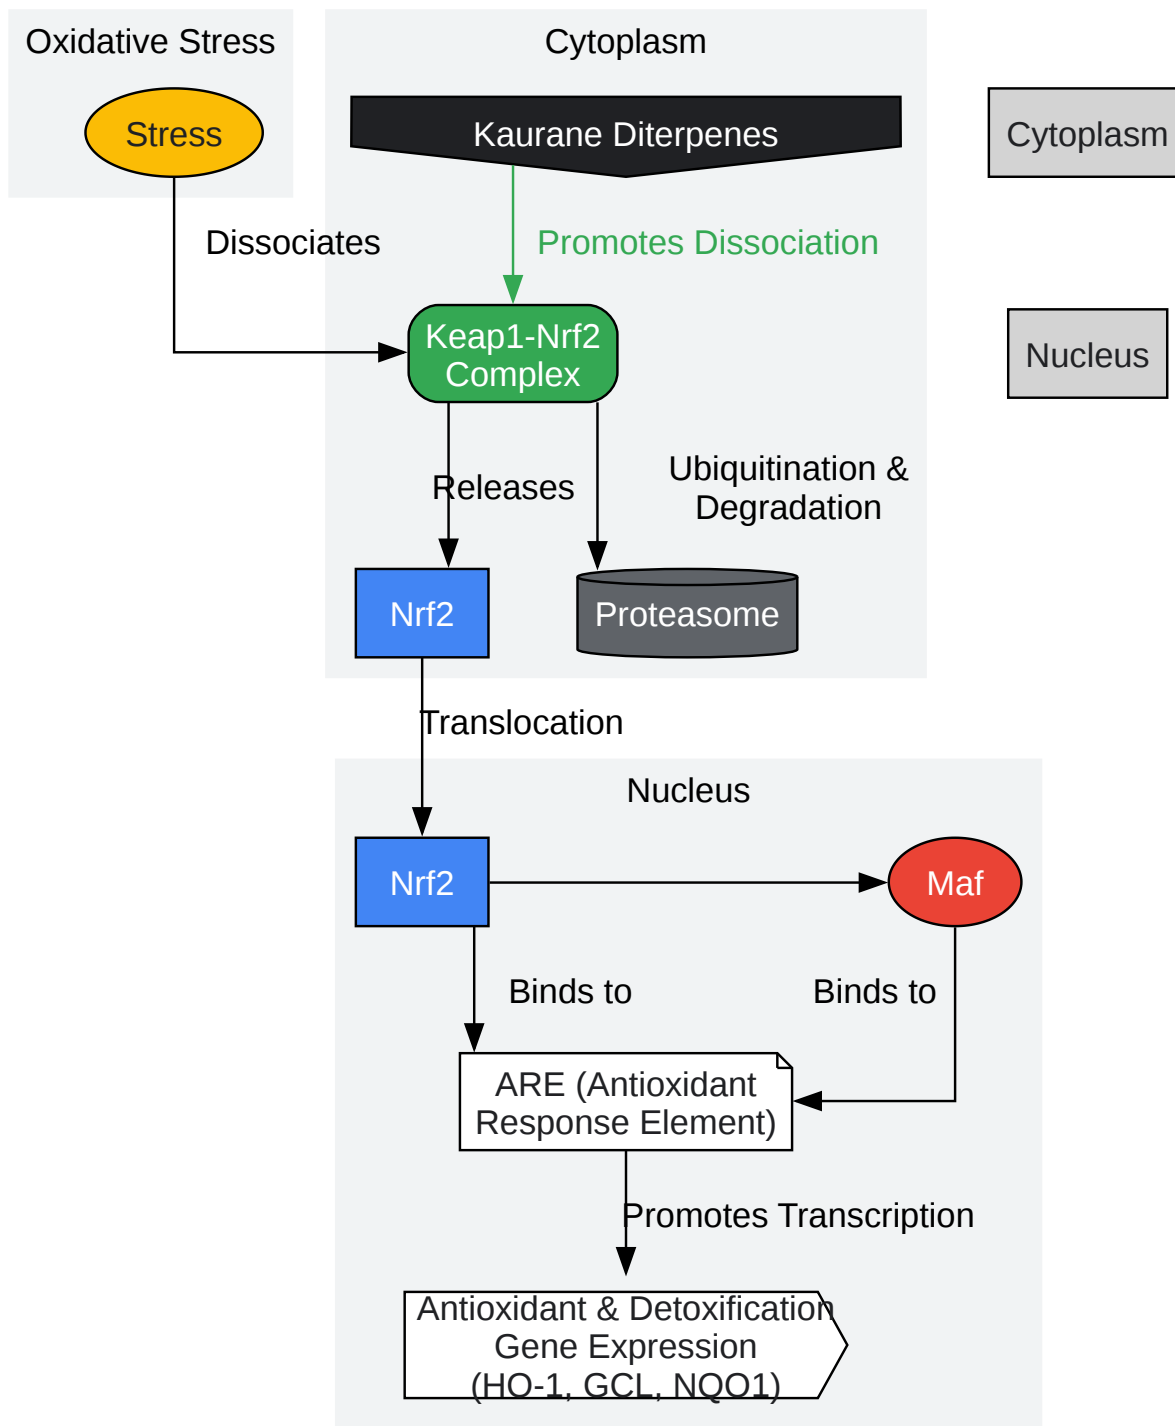 Oxidative Stress
Cytoplasm
Stress
Kaurane Diterpenes
Cytoplasm
Dissociates
Promotes Dissociation
Keap1-Nrf2
Complex
Nucleus
Releases
Ubiquitination &
Degradation
Nrf2
Proteasome
Translocation
Nucleus
Nrf2
Maf
Binds to
Binds to
ARE (Antioxidant
Response Element)
Promotes Transcription
Antioxidant & Detoxification
Gene Expression
(HO-1, GCL, NQO1)